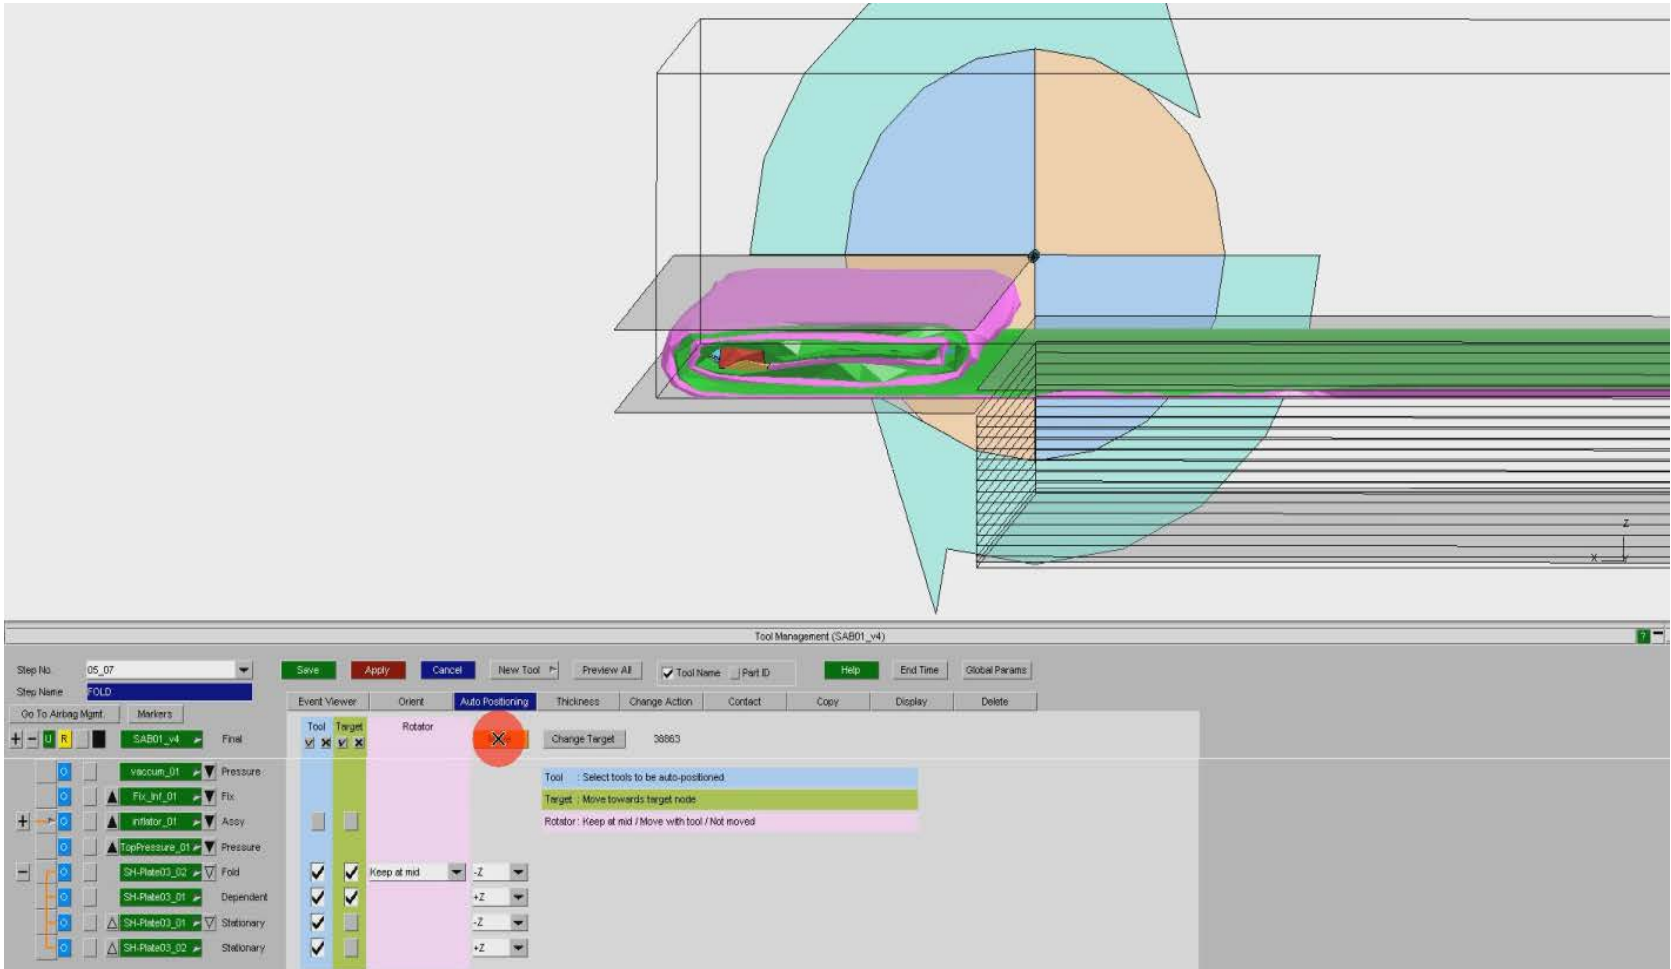 Z
X
Tool Management (SAB01_v4)
?
Step No. 05_07 Save Apply Cancel New Tool Preview All Tool Name Part ID Help End Time Global Params
Step Name FOLD
Event Viewer Orient Auto Positioning Thickness Change Action Contact Copy Display Delete
Go To Airbag Mgmt. Markers
Tool Target Rotator
U R SAB01_v4 Final Change Target 38863
vaccum_01 Pressure
Tool : Select tools to be auto-positioned
Fix_Inf_01 Fix
Target : Move towards target node
inflator_01 Assy
Rotator : Keep at mid / Move with tool / Not moved
TopPressure_01 Pressure
SH-Plate03_02 Fold Keep at mid -Z
SH-Plate03_01 Dependent +Z
SH-Plate03_01 Stationary -Z
SH-Plate03_02 Stationary +Z